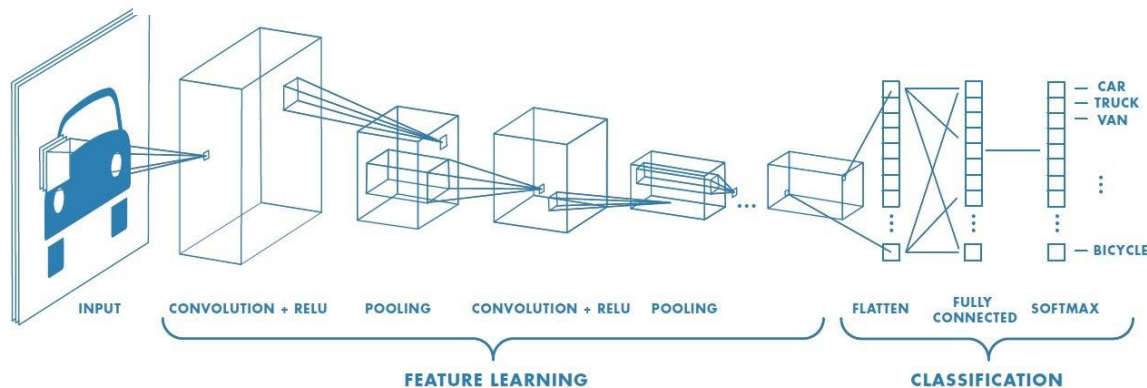 CAR
TRUCK
VAN
BICYCLE
INPUT
CONVOLUTION + RELU
POOLING
CONVOLUTION + RELU
POOLING
FLATTEN
FULLY
CONNECTED
SOFTMAX
FEATURE LEARNING
CLASSIFICATION